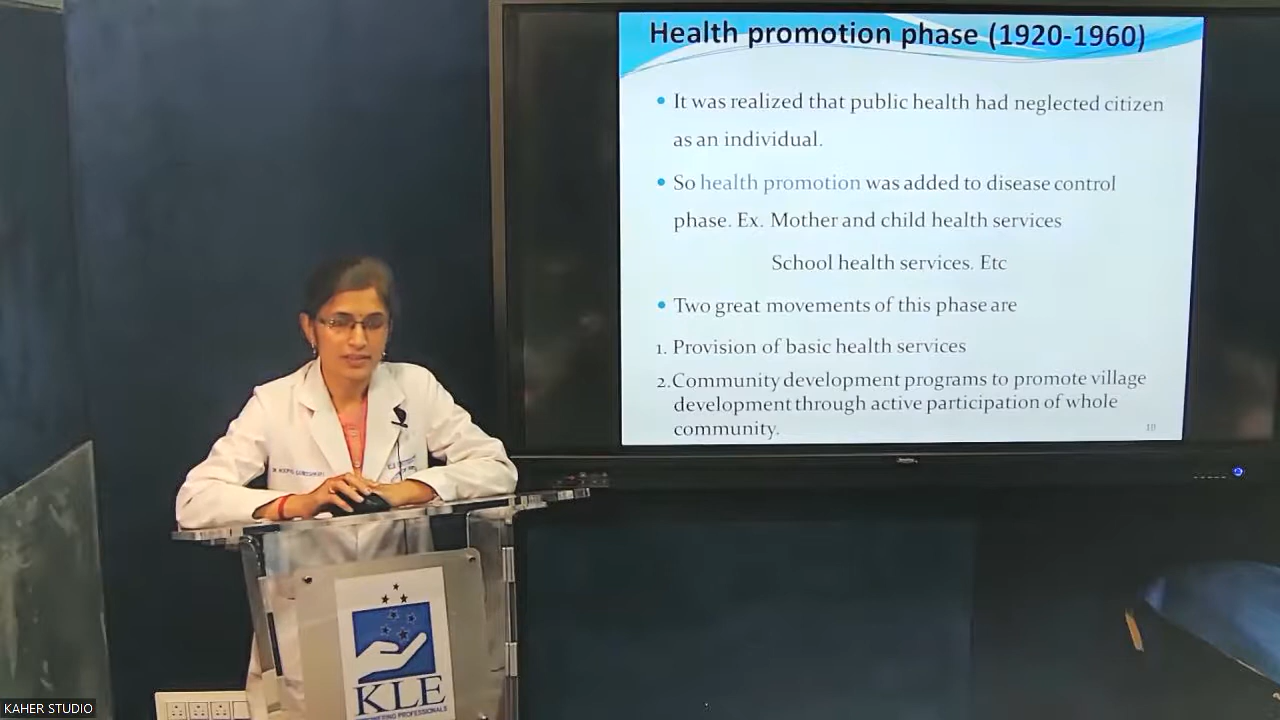 Health promotion phase (1920-1960)
• It was realized that public health had neglected citizen
as an individual.
• So health promotion was added to disease control
phase. Ex. Mother and child health services
School health services. Etc
• Two great movements of this phase are
1. Provision of basic health services
2.Community development programs to promote village
development through active participation of whole
community.
10
KLE
PROFESSIONALS
KAHER STUDIO